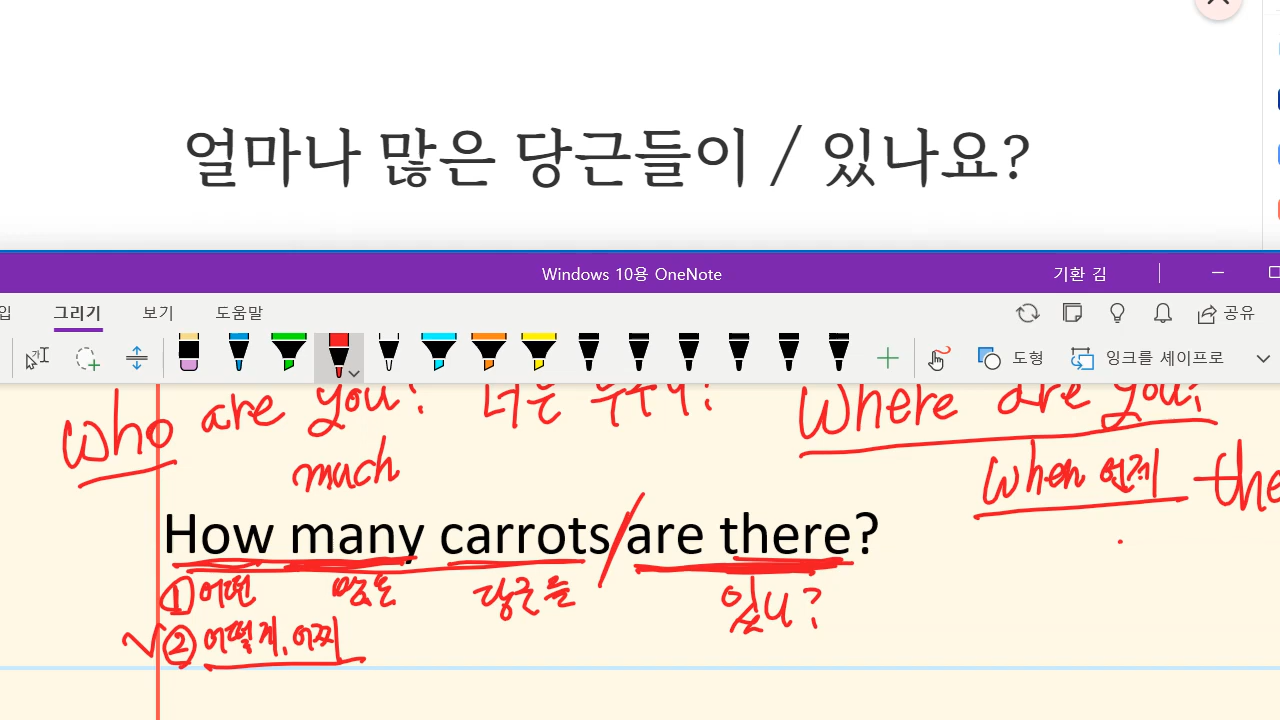 얼마나 많은 당근들이 / 있나요?
Windows 10용 OneNote
기환 김
입 그리기 보기 도움말
공유
가
도형
잉크를 셰이프로
who are you? 너는 누구니? Where are you?
much
when 언제
the
How many carrots/are there?
① 어떤 많은 당근들 있니?
② 어떻게, 어찌